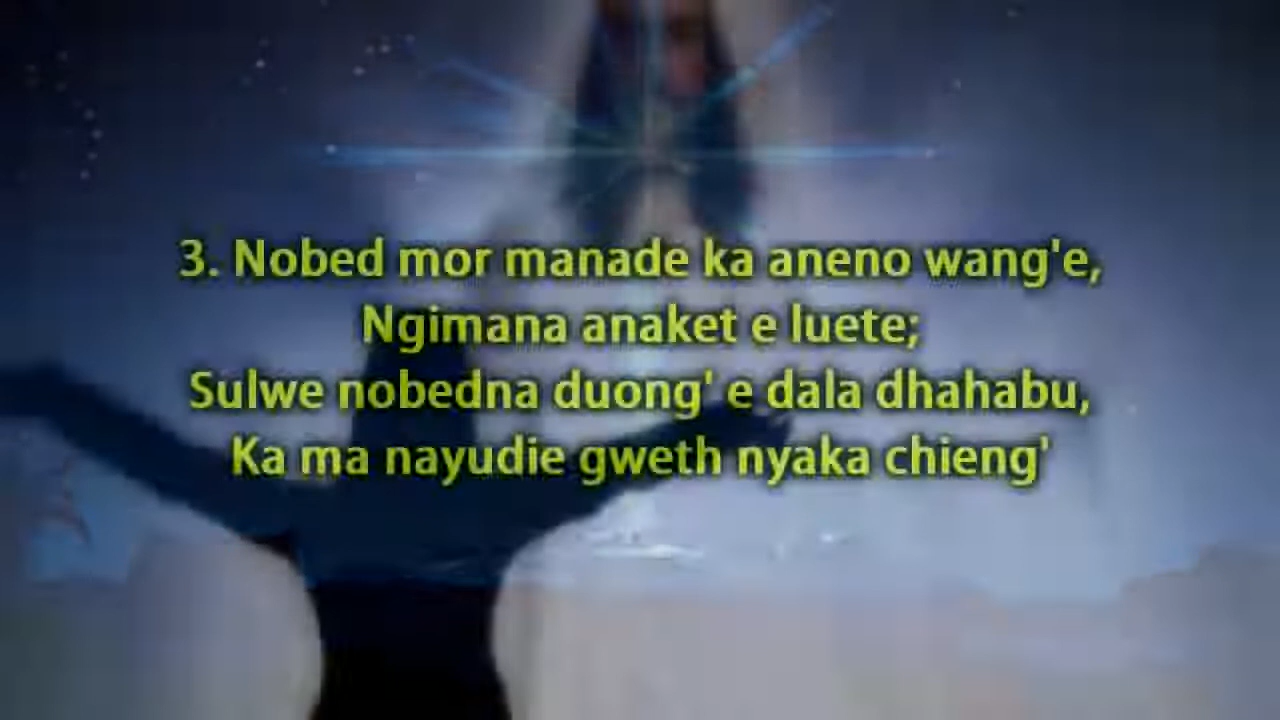 3. Nobed mor manade ka aneno wang'e,
Ngimana anaket e luete;
Sulwe nobedna duong' e dala dhahabu,
Ka ma nayudie gweth nyaka chieng'